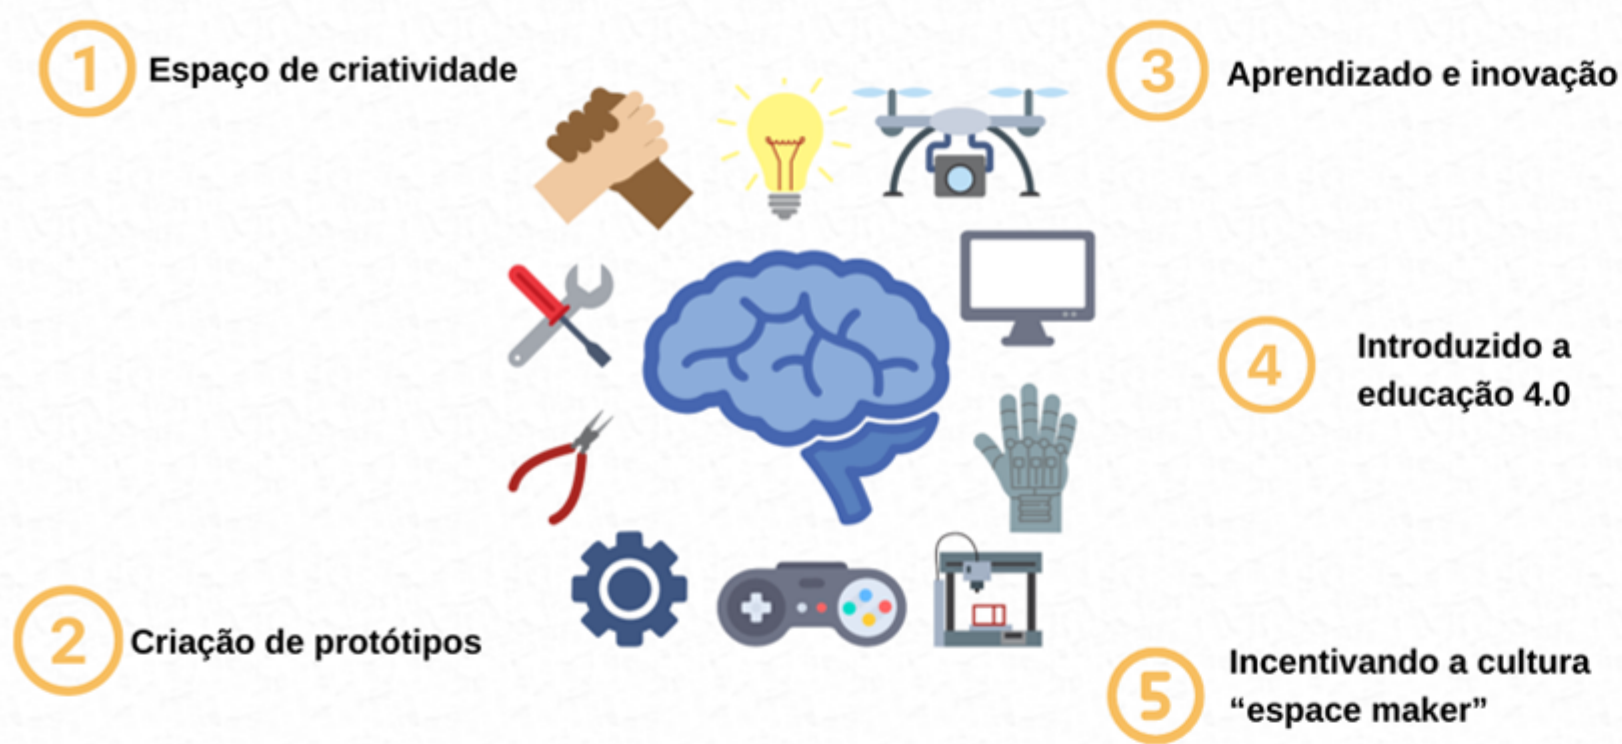 1 Espaço de criatividade
2 Criação de protótipos
3 Aprendizado e inovação
4 Introduzido a
educação 4.0
5 Incentivando a cultura
“espace maker”